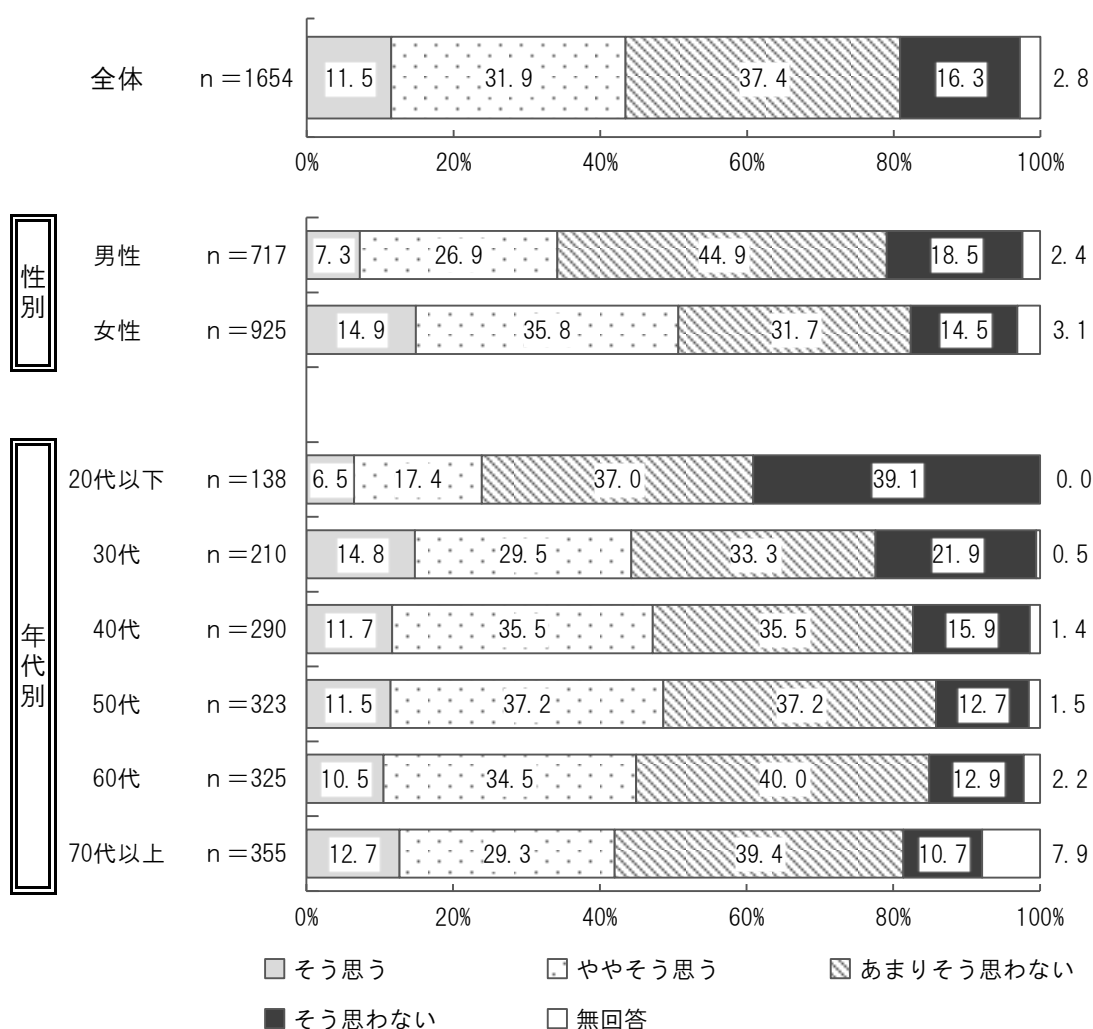 全体 n＝1654 11.5 31.9 37.4 16.3 2.8
0% 20% 40% 60% 80% 100%
性別
男性 n＝717 7.3 26.9 44.9 18.5 2.4
女性 n＝925 14.9 35.8 31.7 14.5 3.1
年代別
20代以下 n＝138 6.5 17.4 37.0 39.1 0.0
30代 n＝210 14.8 29.5 33.3 21.9 0.5
40代 n＝290 11.7 35.5 35.5 15.9 1.4
50代 n＝323 11.5 37.2 37.2 12.7 1.5
60代 n＝325 10.5 34.5 40.0 12.9 2.2
70代以上 n＝355 12.7 29.3 39.4 10.7 7.9
0% 20% 40% 60% 80% 100%
そう思う ややそう思う あまりそう思わない
そう思わない 無回答